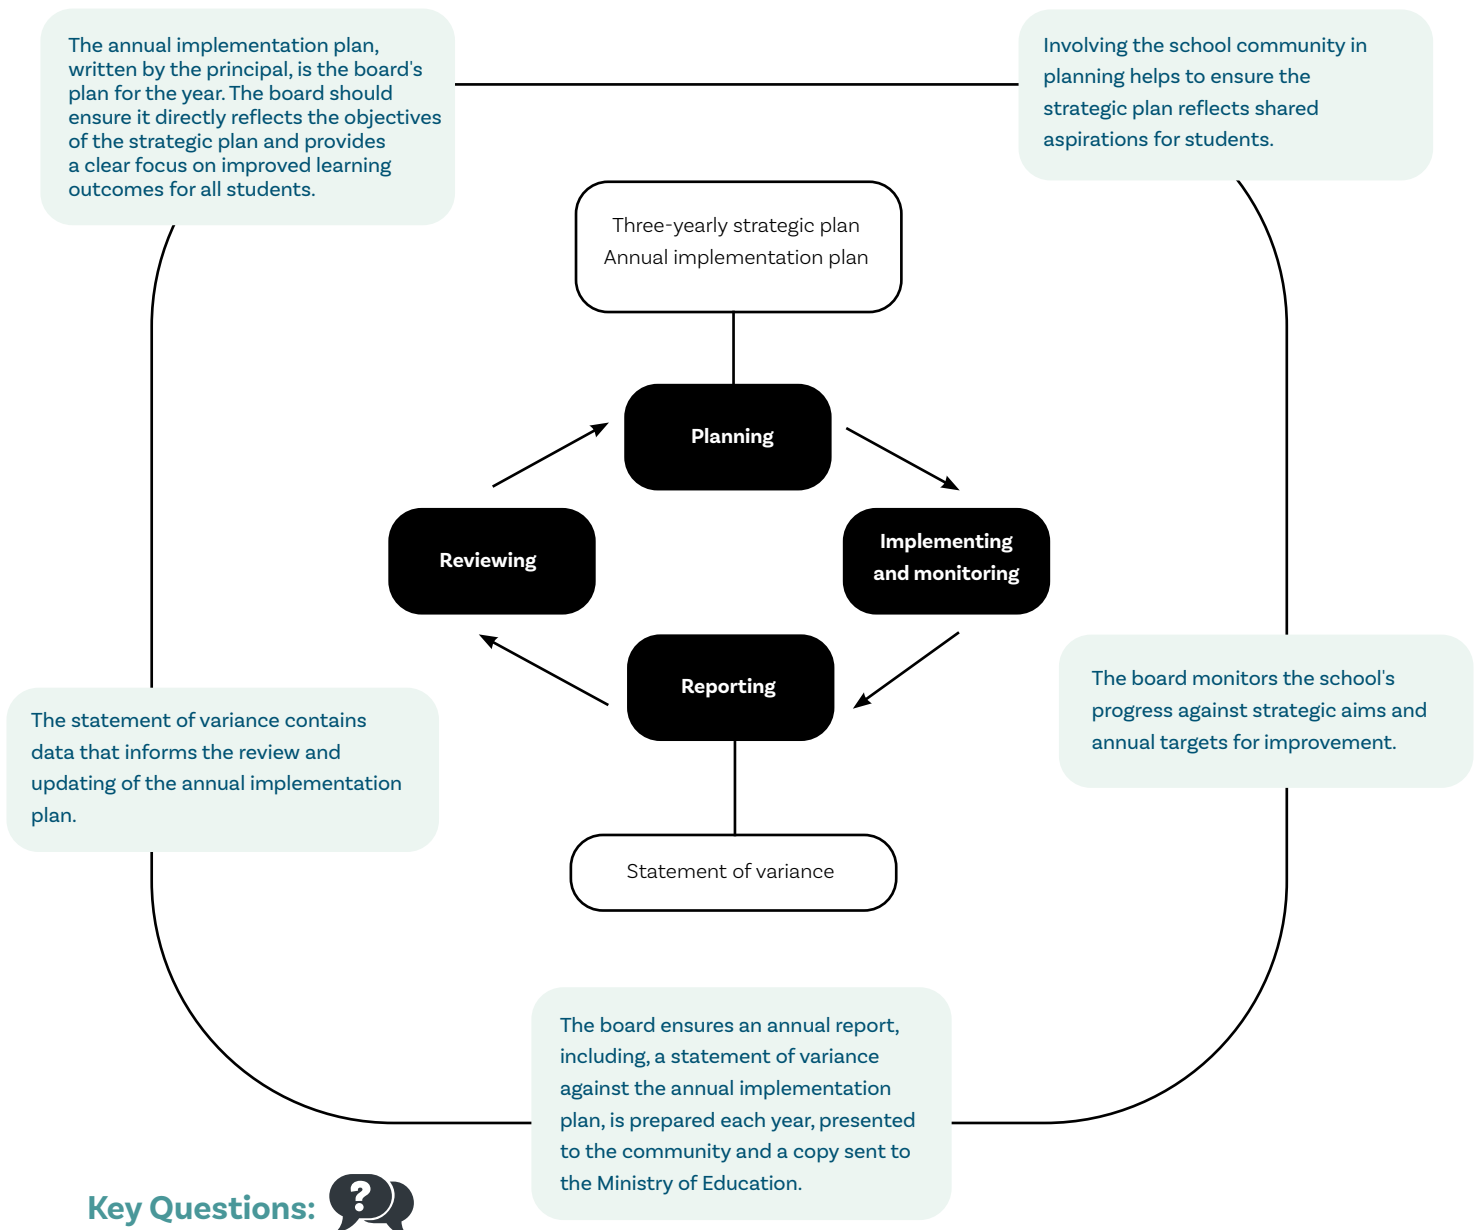 The annual implementation plan,
written by the principal, is the board's
plan for the year. The board should
ensure it directly reflects the objectives
of the strategic plan and provides
a clear focus on improved learning
outcomes for all students.
Involving the school community in
planning helps to ensure the
strategic plan reflects shared
aspirations for students.
Three-yearly strategic plan
Annual implementation plan
Planning
Reviewing
Implementing
and monitoring
Reporting
The statement of variance contains
data that informs the review and
updating of the annual implementation
plan.
The board monitors the school's
progress against strategic aims and
annual targets for improvement.
Statement of variance
The board ensures an annual report,
including, a statement of variance
against the annual implementation
plan, is prepared each year, presented
to the community and a copy sent to
the Ministry of Education.
Key Questions: ?